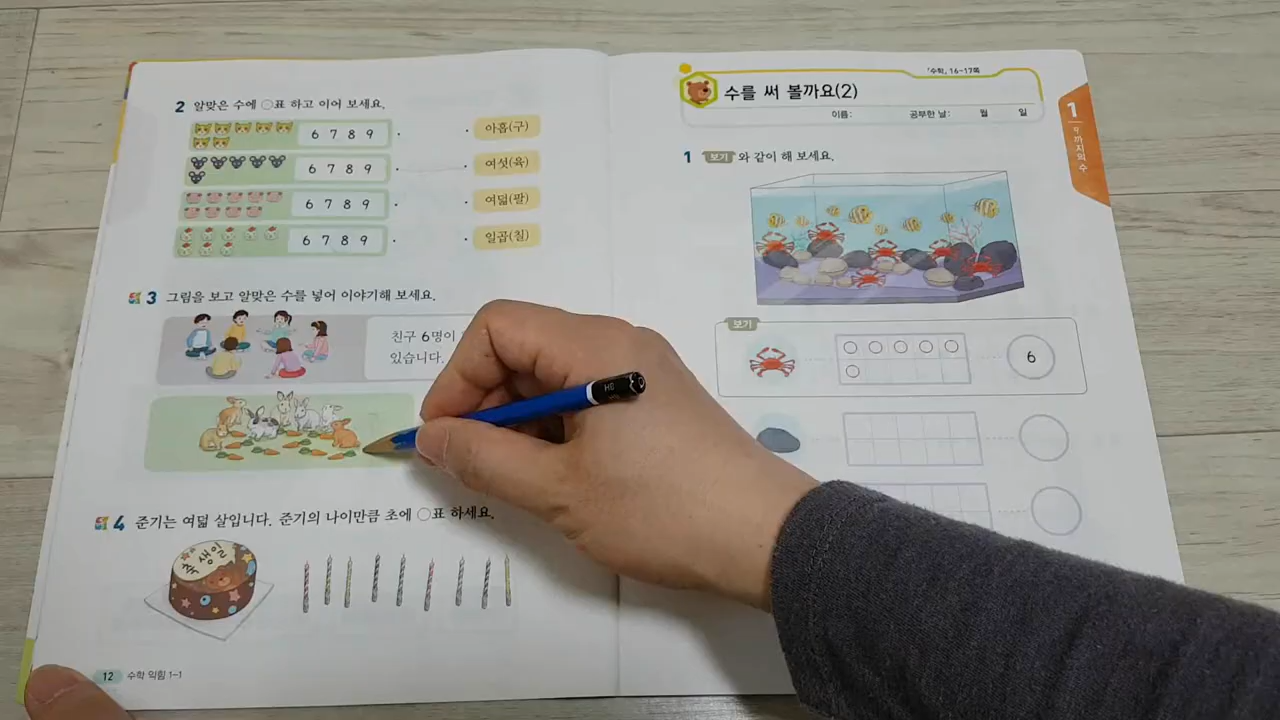 2 알맞은 수에 ○표 하고 이어 보세요.
6 7 8 9 · · 아홉(구)
6 7 8 9 · · 여섯(육)
6 7 8 9 · · 여덟(팔)
6 7 8 9 · · 일곱(칠)
3 그림을 보고 알맞은 수를 넣어 이야기해 보세요.
친구 6명이
있습니다.
4 준기는 여덟 살입니다. 준기의 나이만큼 초에 ○표 하세요.
축 생일
12 수학 익힘 1-1
「수학」 16~17쪽
수를 써 볼까요(2)
이름: 공부한 날: 월 일
1 보기 와 같이 해 보세요.
보기
6
1
9까지의 수